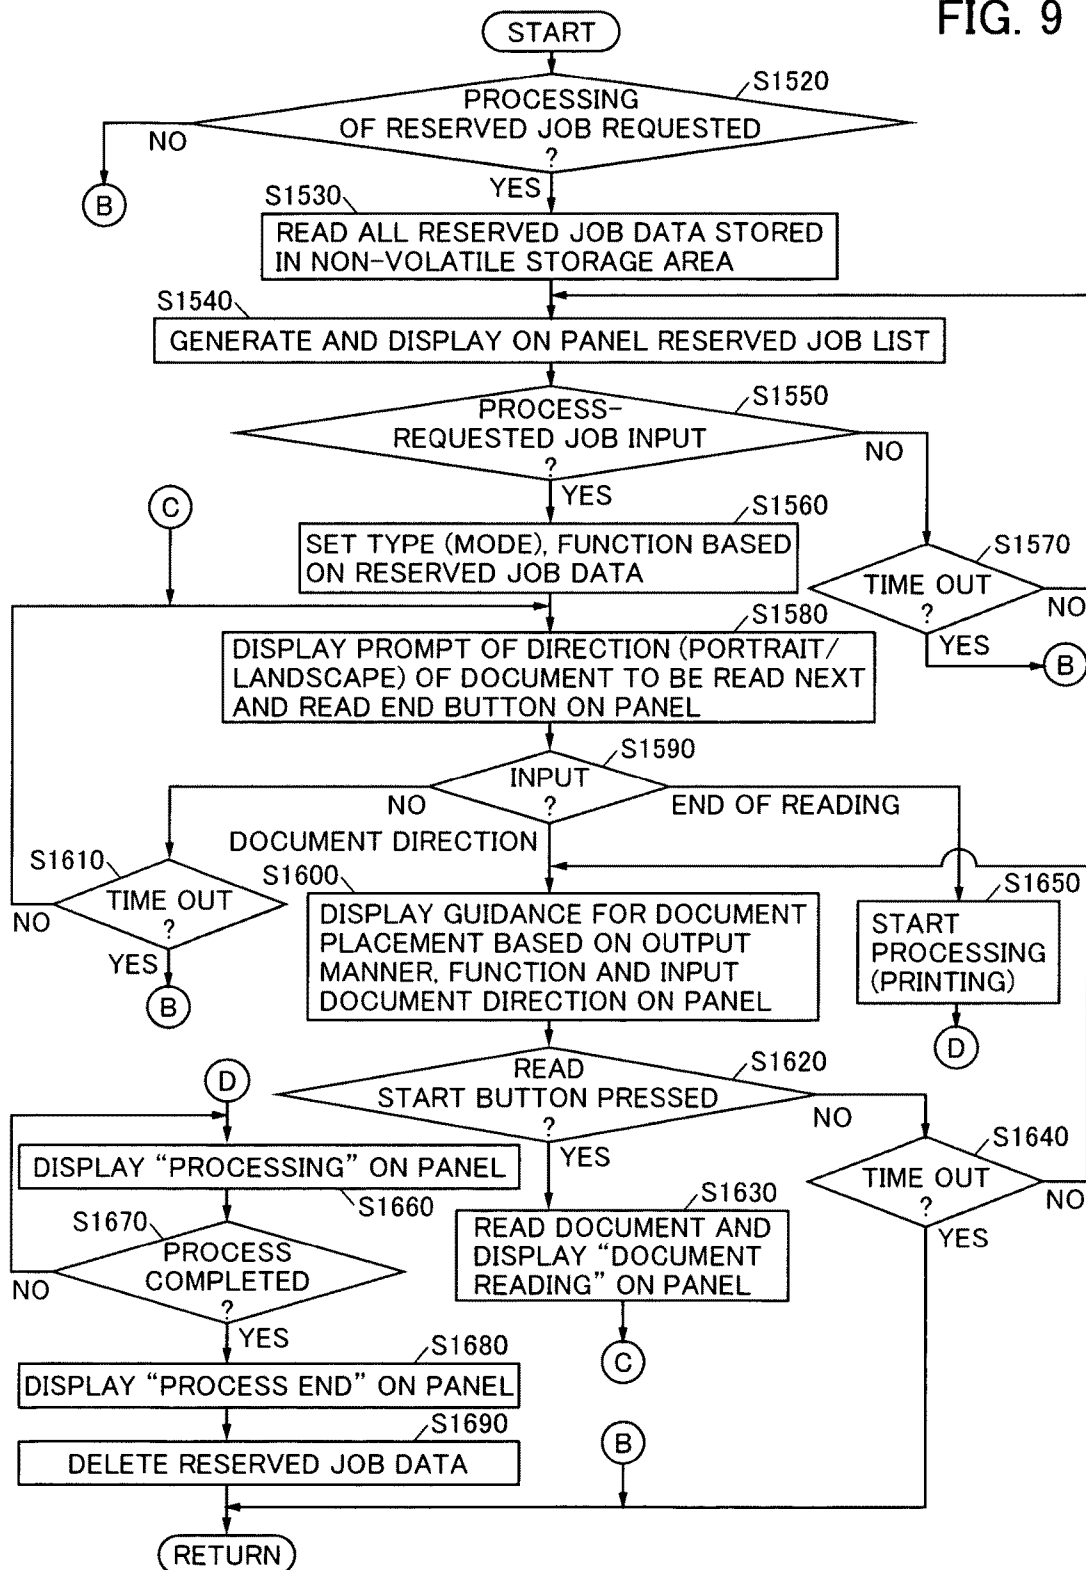 FIG. 9
START
S1520
PROCESSING
OF RESERVED JOB REQUESTED
?
NO
YES
B
S1530
READ ALL RESERVED JOB DATA STORED
IN NON-VOLATILE STORAGE AREA
S1540
GENERATE AND DISPLAY ON PANEL RESERVED JOB LIST
S1550
PROCESS-
REQUESTED JOB INPUT
?
NO
YES
C
S1560
SET TYPE (MODE), FUNCTION BASED
ON RESERVED JOB DATA
S1570
TIME OUT
?
NO
YES
B
S1580
DISPLAY PROMPT OF DIRECTION (PORTRAIT/
LANDSCAPE) OF DOCUMENT TO BE READ NEXT
AND READ END BUTTON ON PANEL
S1590
INPUT
?
NO
END OF READING
DOCUMENT DIRECTION
S1610
TIME OUT
?
NO
YES
B
S1600
DISPLAY GUIDANCE FOR DOCUMENT
PLACEMENT BASED ON OUTPUT
MANNER, FUNCTION AND INPUT
DOCUMENT DIRECTION ON PANEL
S1650
START
PROCESSING
(PRINTING)
D
S1620
READ
START BUTTON PRESSED
?
NO
YES
D
DISPLAY “PROCESSING” ON PANEL
S1660
S1640
TIME OUT
?
NO
YES
S1630
READ DOCUMENT AND
DISPLAY “DOCUMENT
READING” ON PANEL
C
S1670
PROCESS
COMPLETED
?
NO
YES
S1680
DISPLAY “PROCESS END” ON PANEL
S1690
DELETE RESERVED JOB DATA
B
RETURN